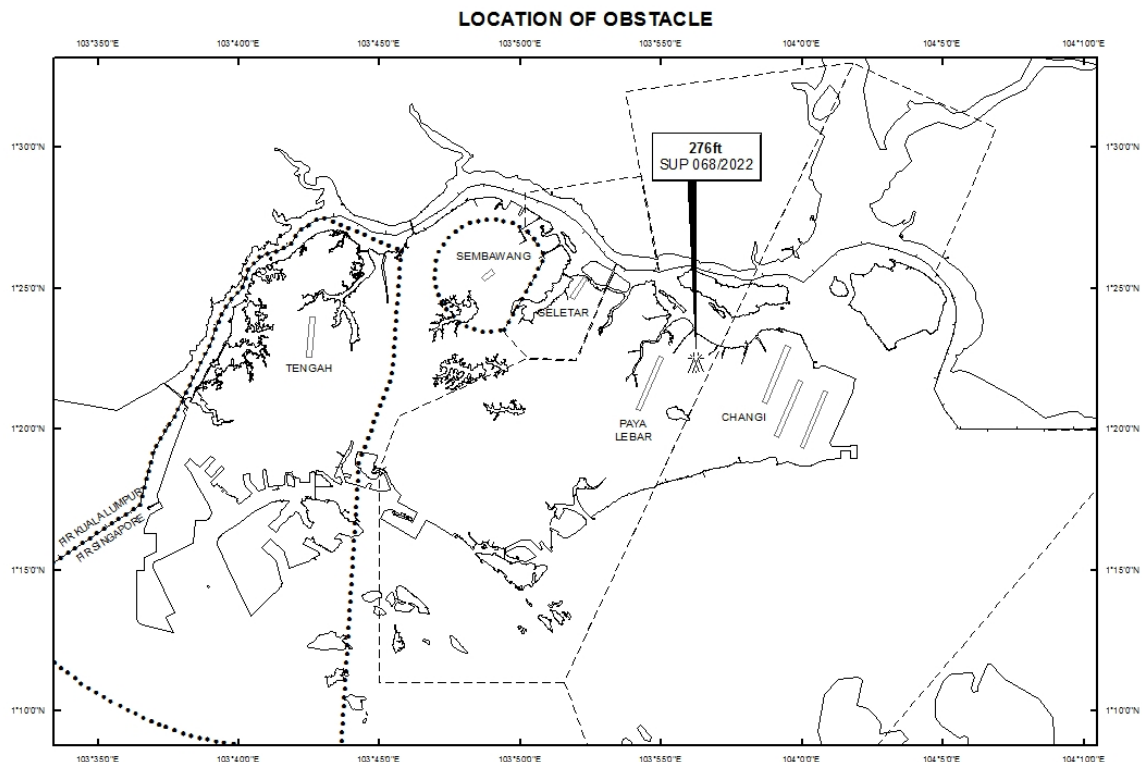 LOCATION OF OBSTACLE
103°35'0"E 103°40'0"E 103°45'0"E 103°50'0"E 103°55'0"E 104°0'0"E 104°5'0"E 104°10'0"E
1°30'0"N 1°30'0"N
276ft
SUP 068/2022
SEMBAWANG
1°25'0"N 1°25'0"N
SELETAR
TENGAH
PAYA
LEBAR
CHANGI
1°20'0"N 1°20'0"N
FIR KUALA LUMPUR
FIR SINGAPORE
1°15'0"N 1°15'0"N
1°10'0"N 1°10'0"N
103°35'0"E 103°40'0"E 103°45'0"E 103°50'0"E 103°55'0"E 104°0'0"E 104°5'0"E 104°10'0"E